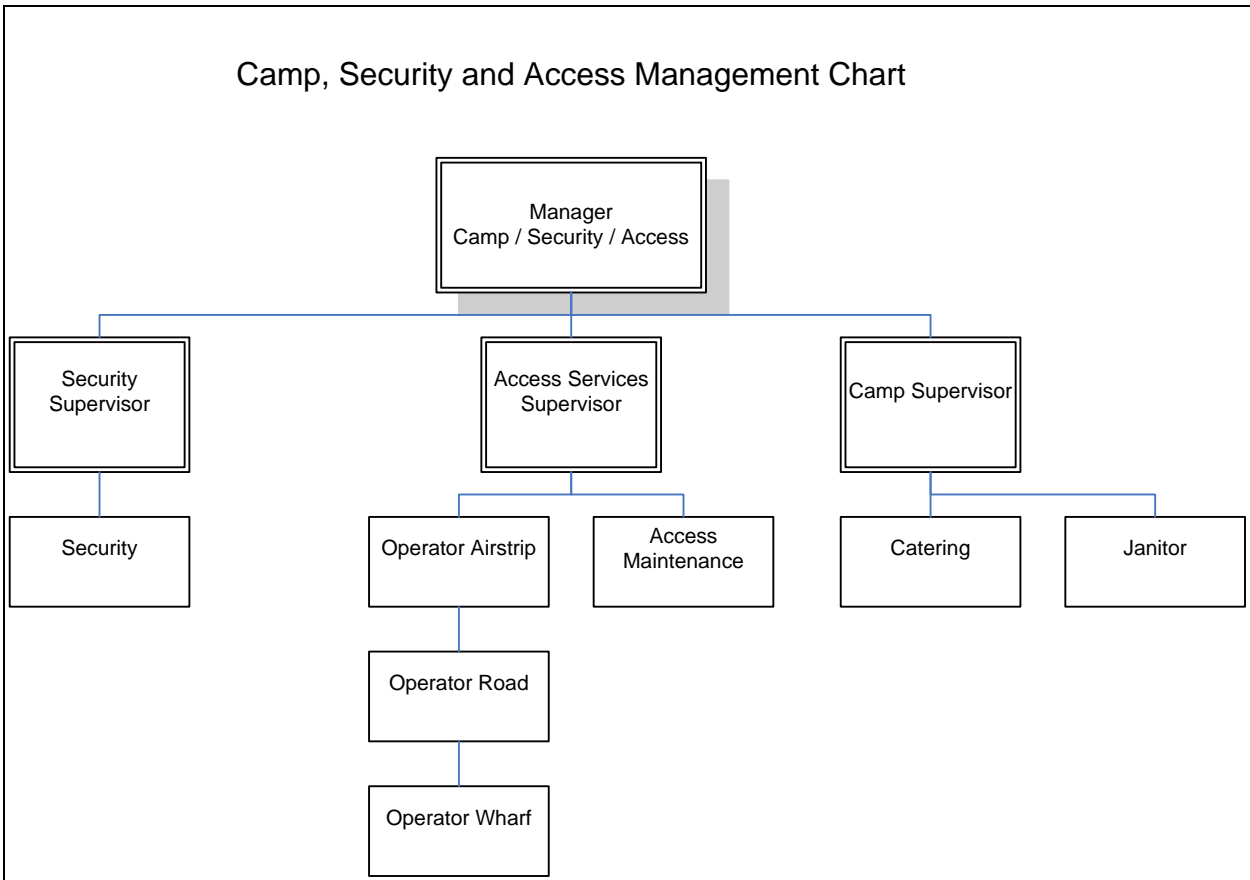 Camp, Security and Access Management Chart
Manager
Camp / Security / Access
Security
Supervisor
Access Services
Supervisor
Camp Supervisor
Security
Operator Airstrip
Access
Maintenance
Catering
Janitor
Operator Road
Operator Wharf